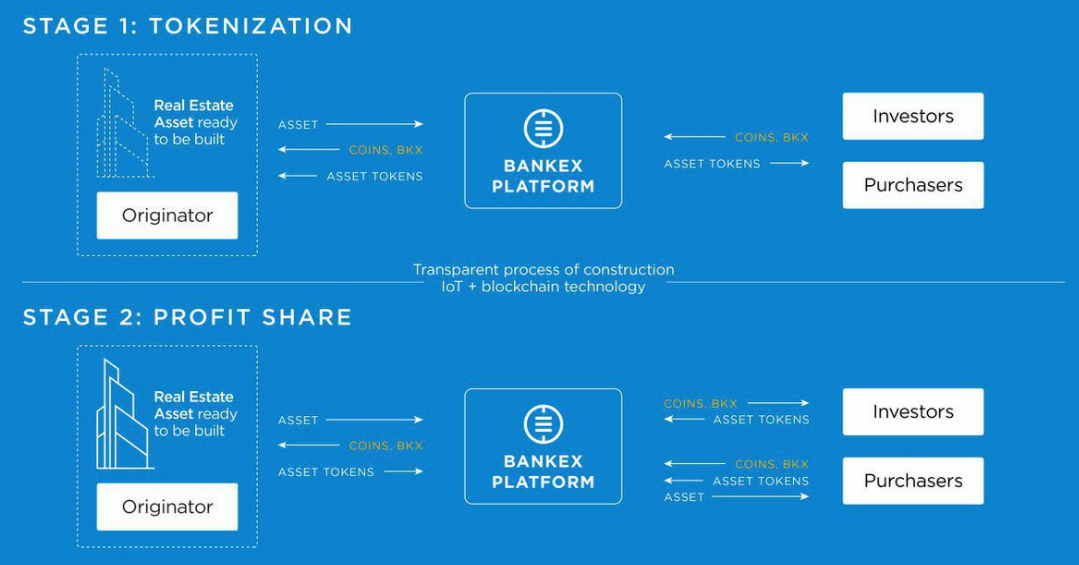 STAGE 1: TOKENIZATION
Real Estate
Asset ready
to be built
Originator
ASSET
COINS, BKX
ASSET TOKENS
BANKEX
PLATFORM
COINS, BKX
ASSET TOKENS
Investors
Purchasers
Transparent process of construction
IoT + blockchain technology
STAGE 2: PROFIT SHARE
Real Estate
Asset ready
to be built
Originator
ASSET
COINS, BKX
ASSET TOKENS
BANKEX
PLATFORM
COINS, BKX
ASSET TOKENS
Investors
COINS, BKX
ASSET TOKENS
ASSET
Purchasers